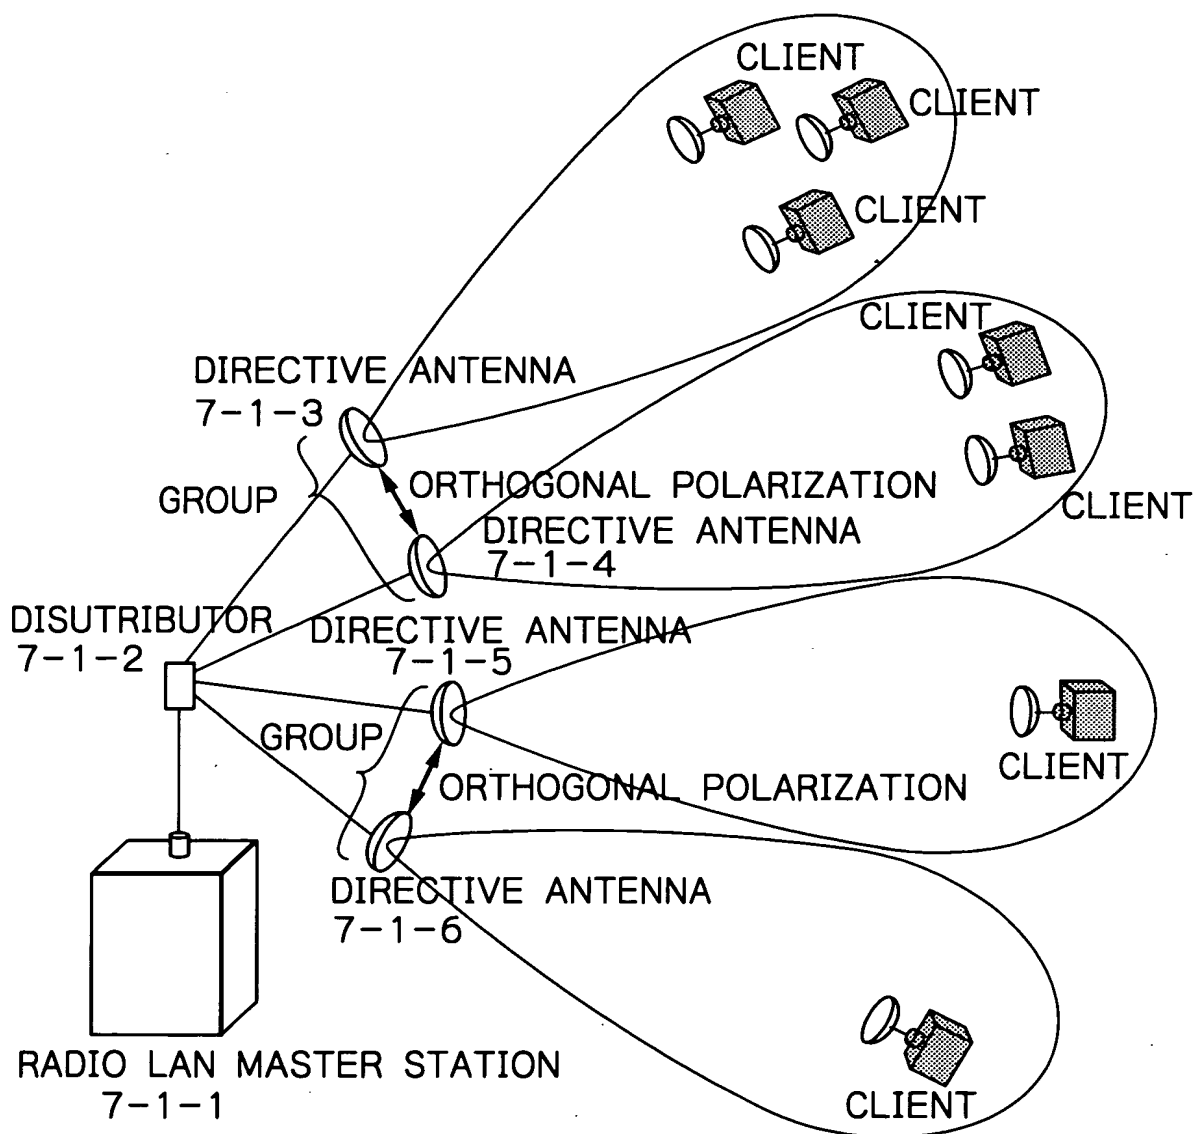 CLIENT
CLIENT
CLIENT
CLIENT
DIRECTIVE ANTENNA
7-1-3
GROUP
ORTHOGONAL POLARIZATION
CLIENT
DIRECTIVE ANTENNA
7-1-4
DISUTRIBUTOR
7-1-2
DIRECTIVE ANTENNA
7-1-5
GROUP
CLIENT
ORTHOGONAL POLARIZATION
DIRECTIVE ANTENNA
7-1-6
RADIO LAN MASTER STATION
7-1-1
CLIENT